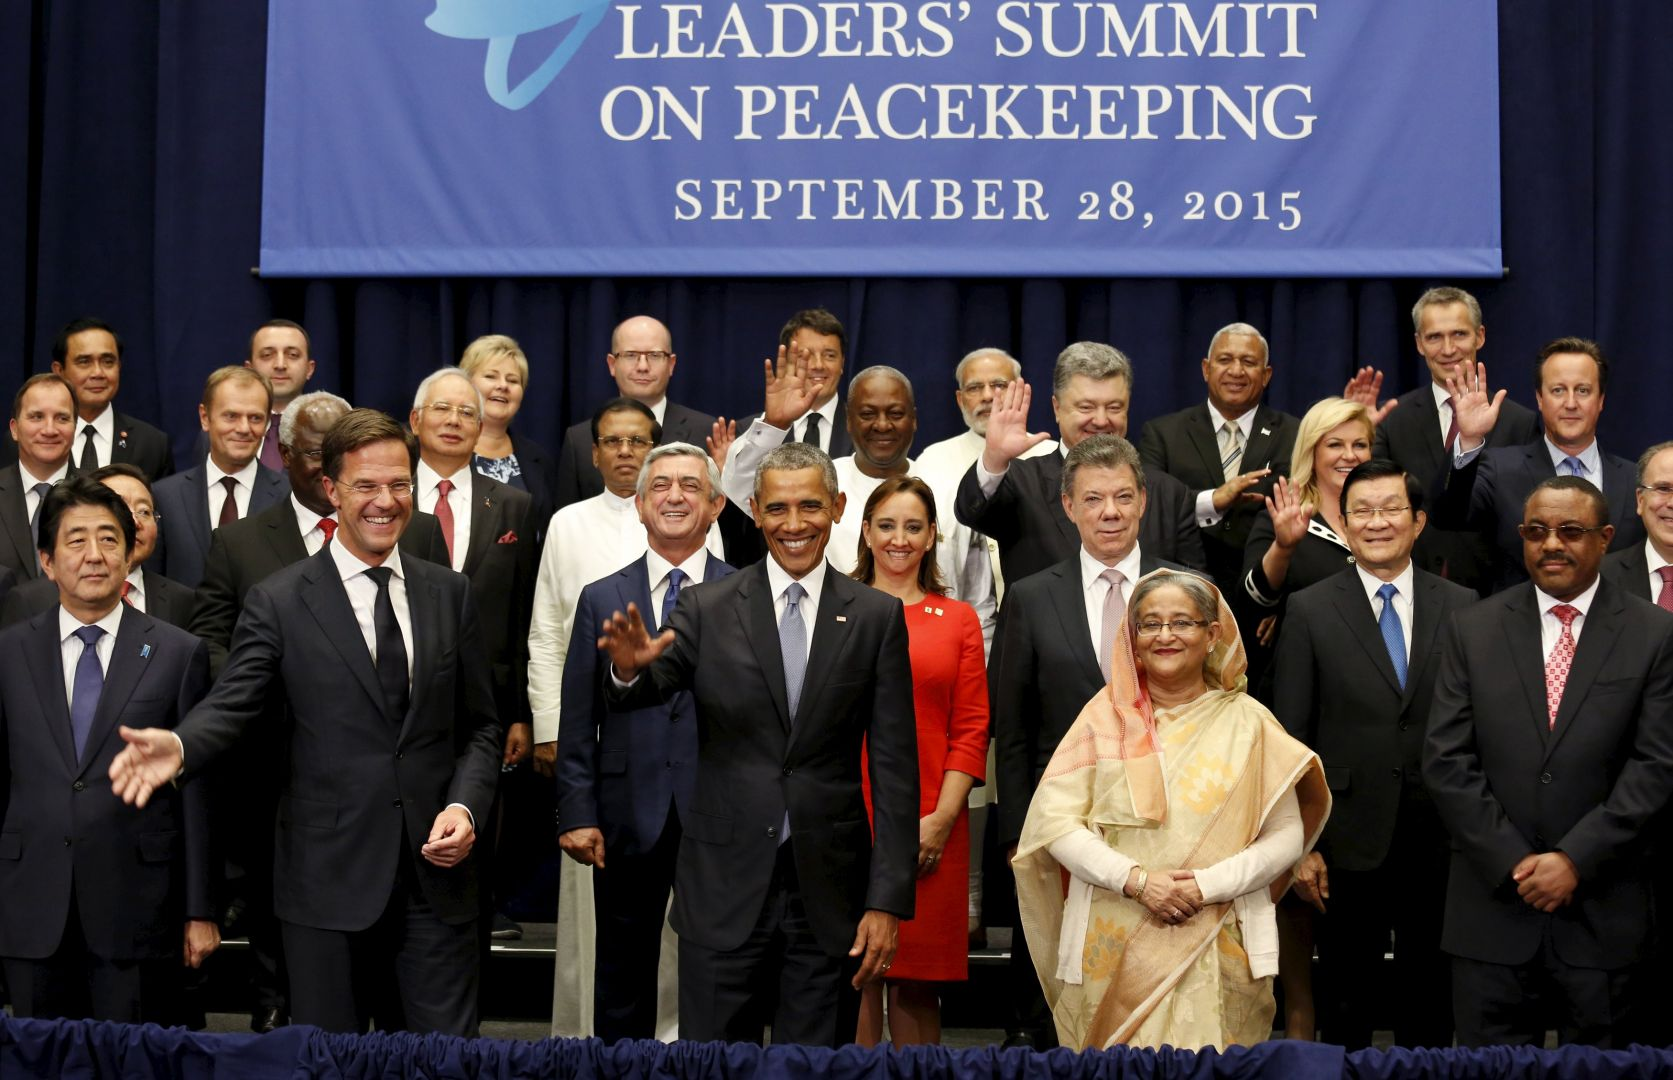 LEADERS' SUMMIT
ON PEACEKEEPING
SEPTEMBER 28, 2015